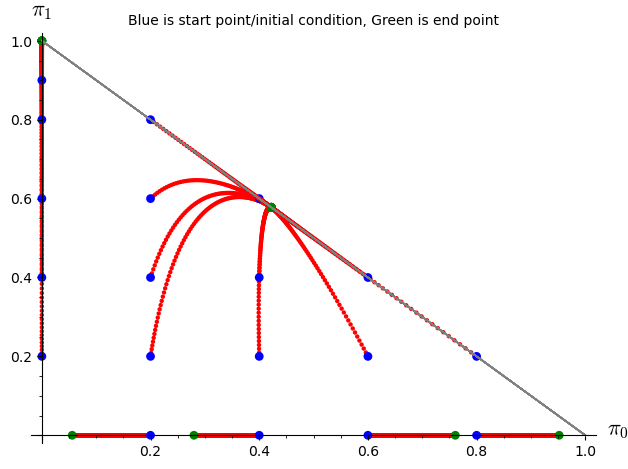 Blue is start point/initial condition, Green is end point
π₁
1.0
0.8
0.6
0.4
0.2
0.2 0.4 0.6 0.8 1.0 π₀